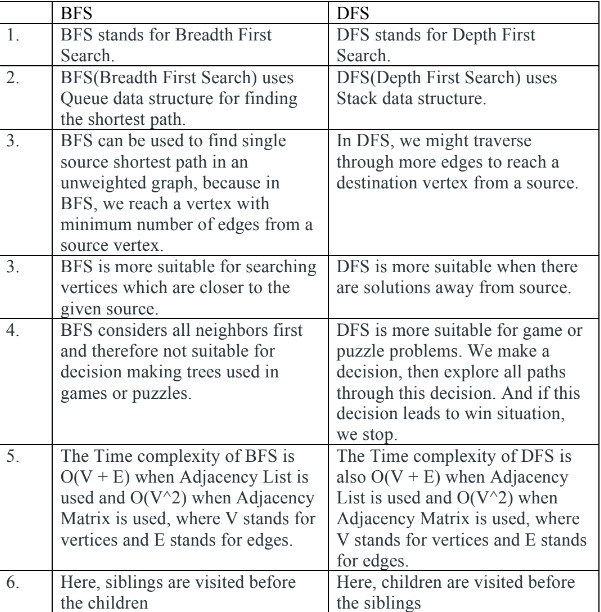 BFS DFS
1. BFS stands for Breadth First
Search.
DFS stands for Depth First
Search.
2. BFS(Breadth First Search) uses
Queue data structure for finding
the shortest path.
DFS(Depth First Search) uses
Stack data structure.
3. BFS can be used to find single
source shortest path in an
unweighted graph, because in
BFS, we reach a vertex with
minimum number of edges from a
source vertex.
In DFS, we might traverse
through more edges to reach a
destination vertex from a source.
3. BFS is more suitable for searching
vertices which are closer to the
given source.
DFS is more suitable when there
are solutions away from source.
4. BFS considers all neighbors first
and therefore not suitable for
decision making trees used in
games or puzzles.
DFS is more suitable for game or
puzzle problems. We make a
decision, then explore all paths
through this decision. And if this
decision leads to win situation,
we stop.
5. The Time complexity of BFS is
O(V + E) when Adjacency List is
used and O(V^2) when Adjacency
Matrix is used, where V stands for
vertices and E stands for edges.
The Time complexity of DFS is
also O(V + E) when Adjacency
List is used and O(V^2) when
Adjacency Matrix is used, where
V stands for vertices and E stands
for edges.
6. Here, siblings are visited before
the children
Here, children are visited before
the siblings